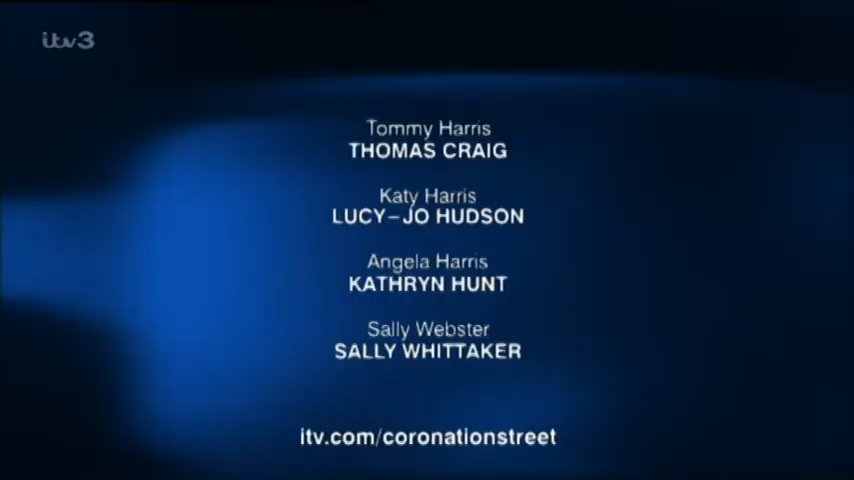 itv3
Tommy Harris
THOMAS CRAIG
Katy Harris
LUCY-JO HUDSON
Angela Harris
KATHRYN HUNT
Sally Webster
SALLY WHITTAKER
itv.com/coronationstreet